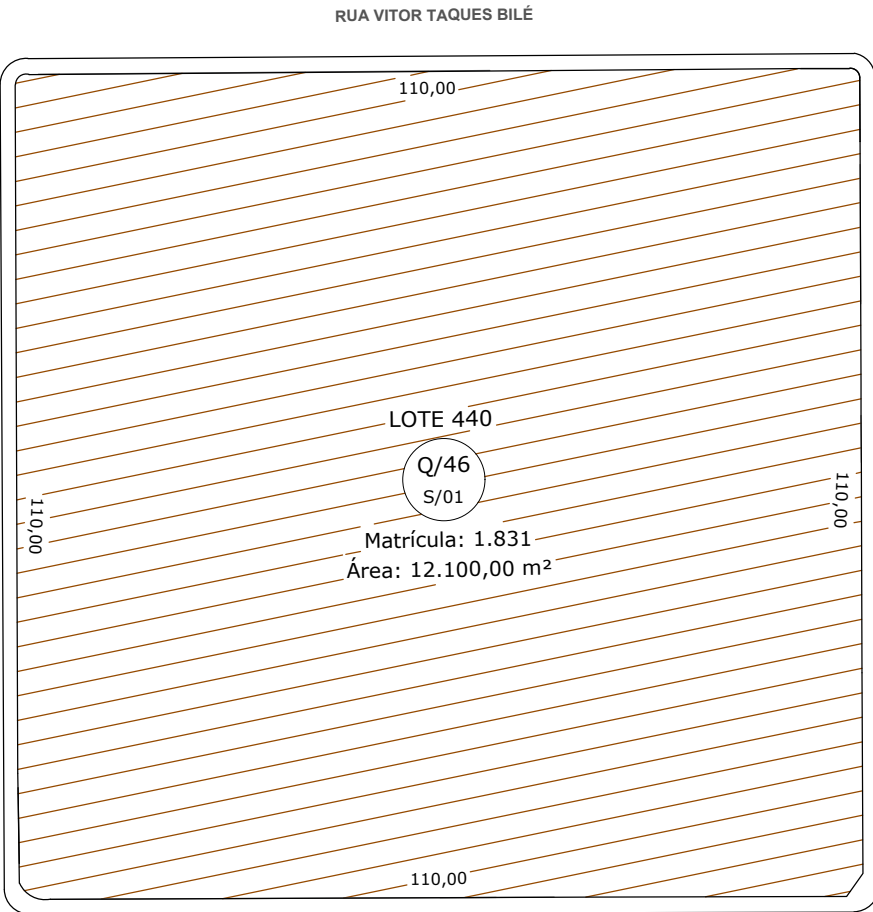 RUA VITOR TAQUES BILÉ
110,00
LOTE 440
Q/46
S/01
110,00
110,00
Matrícula: 1.831
Área: 12.100,00 m²
110,00